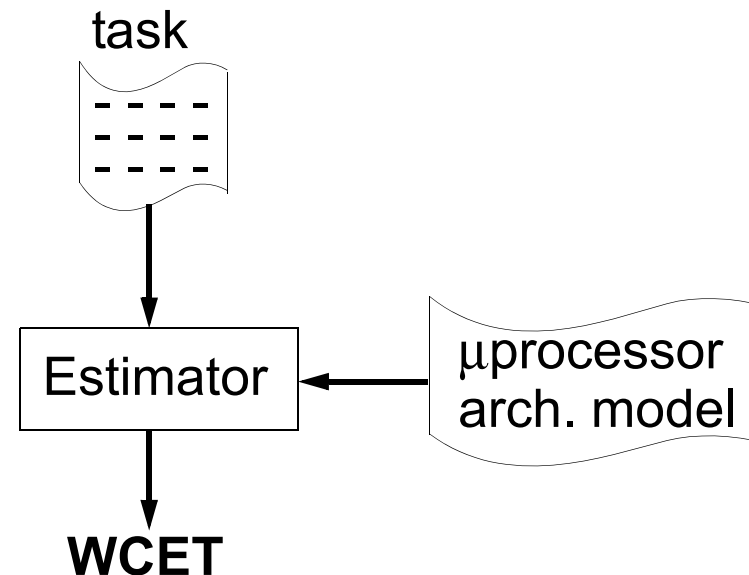 task
Estimator
μprocessor
arch. model
WCET